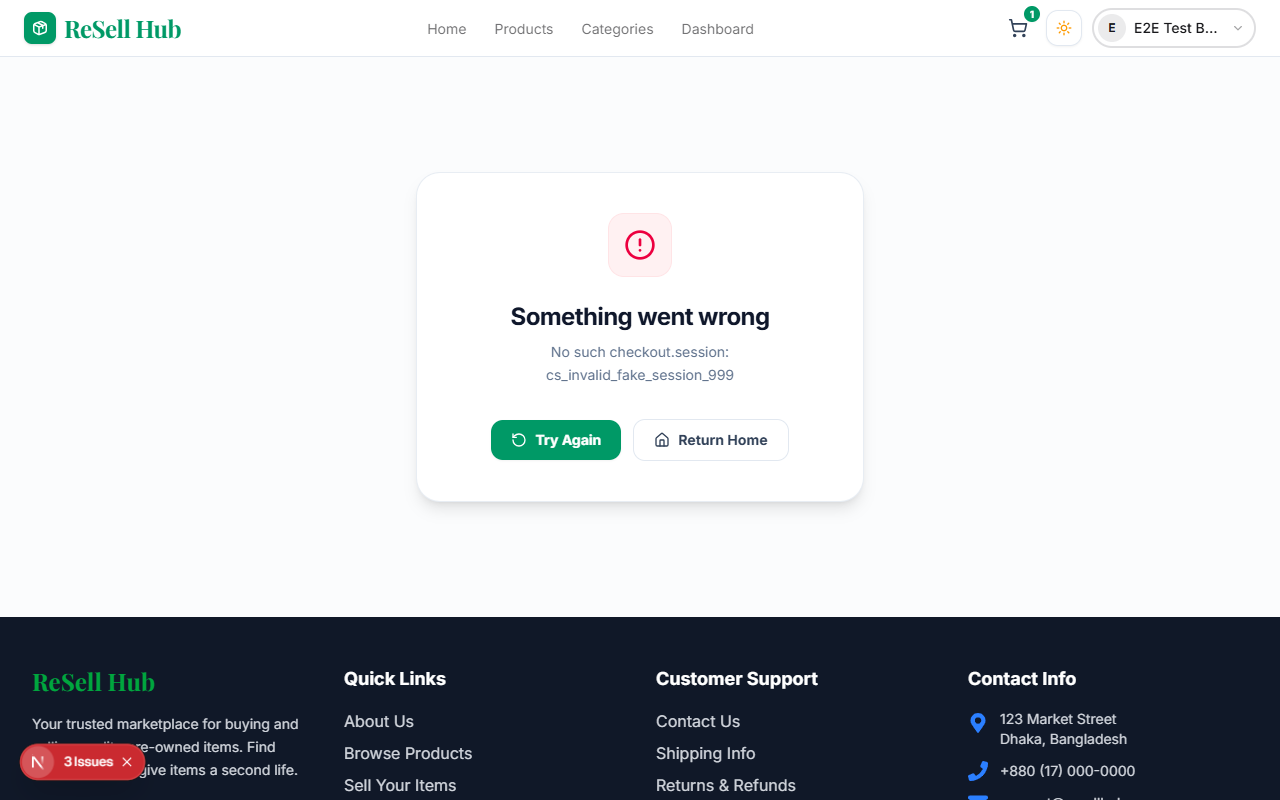 ReSell Hub
Home
Products
Categories
Dashboard
1
E
E2E Test B...
Something went wrong
No such checkout.session:
cs_invalid_fake_session_999
Try Again
Return Home
ReSell Hub
Your trusted marketplace for buying and
re-owned items. Find
give items a second life.
N
3 Issues
Quick Links
About Us
Browse Products
Sell Your Items
Customer Support
Contact Us
Shipping Info
Returns & Refunds
Contact Info
123 Market Street
Dhaka, Bangladesh
+880 (17) 000-0000